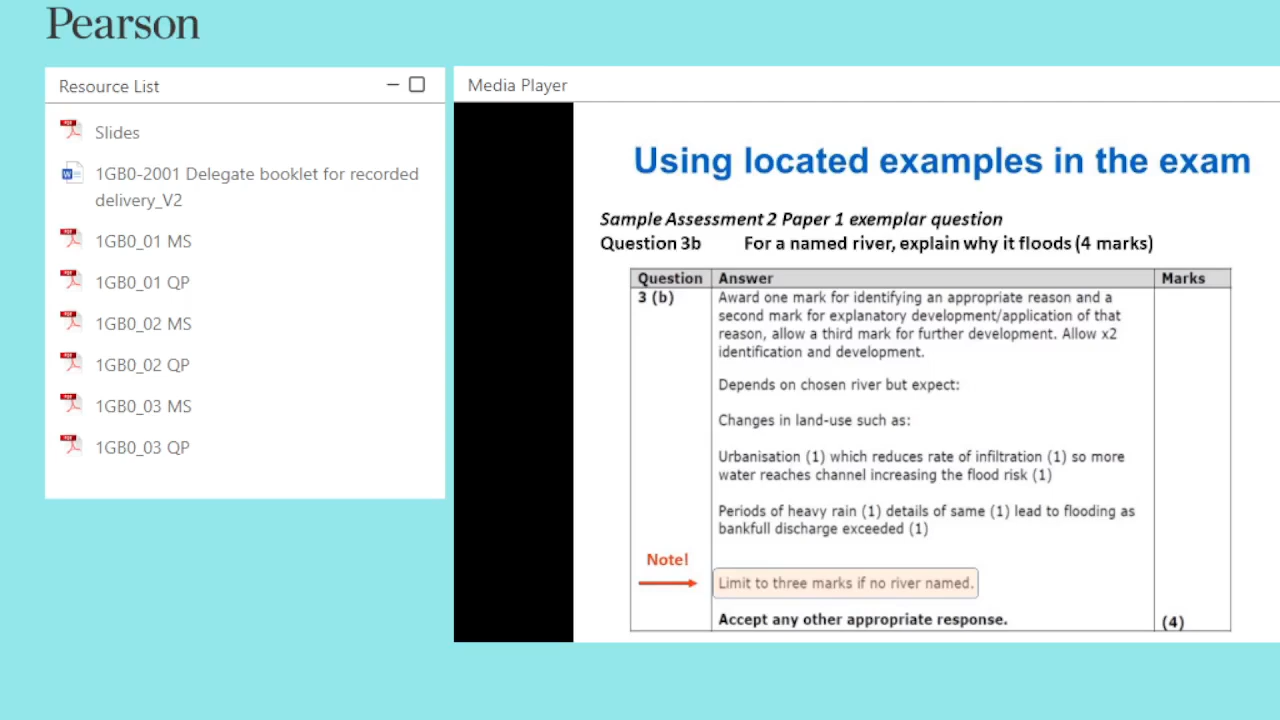 Pearson
Resource List
Slides
1GB0-2001 Delegate booklet for recorded
delivery_V2
1GB0_01 MS
1GB0_01 QP
1GB0_02 MS
1GB0_02 QP
1GB0_03 MS
1GB0_03 QP
Media Player
Using located examples in the exam
Sample Assessment 2 Paper 1 exemplar question
Question 3b For a named river, explain why it floods (4 marks)
Question Answer Marks
3 (b) Award one mark for identifying an appropriate reason and a
second mark for explanatory development/application of that
reason, allow a third mark for further development. Allow x2
identification and development.
Depends on chosen river but expect:
Changes in land-use such as:
Urbanisation (1) which reduces rate of infiltration (1) so more
water reaches channel increasing the flood risk (1)
Periods of heavy rain (1) details of same (1) lead to flooding as
bankfull discharge exceeded (1)
Note!
Limit to three marks if no river named.
Accept any other appropriate response.
(4)